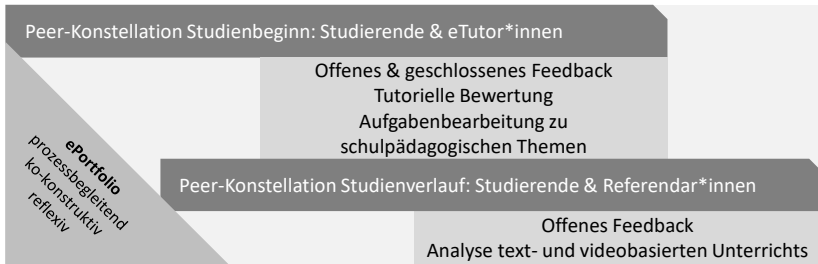 Peer-Konstellation Studienbeginn: Studierende & eTutor*innen
Offenes & geschlossenes Feedback
Tutorielle Bewertung
Aufgabenbearbeitung zu
schulpädagogischen Themen
ePortfolio
prozessbegleitend
ko-konstruktiv
reflexiv
Peer-Konstellation Studienverlauf: Studierende & Referendar*innen
Offenes Feedback
Analyse text- und videobasierten Unterrichts